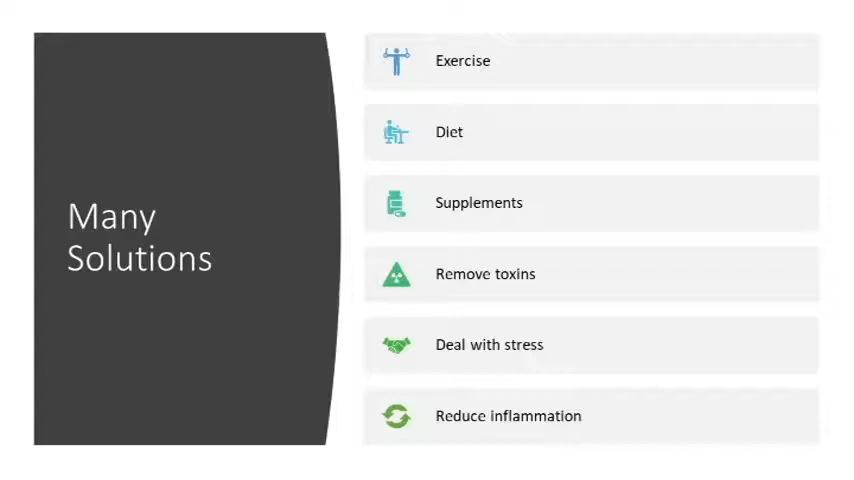 Many
Solutions
Exercise
Diet
Supplements
Remove toxins
Deal with stress
Reduce inflammation